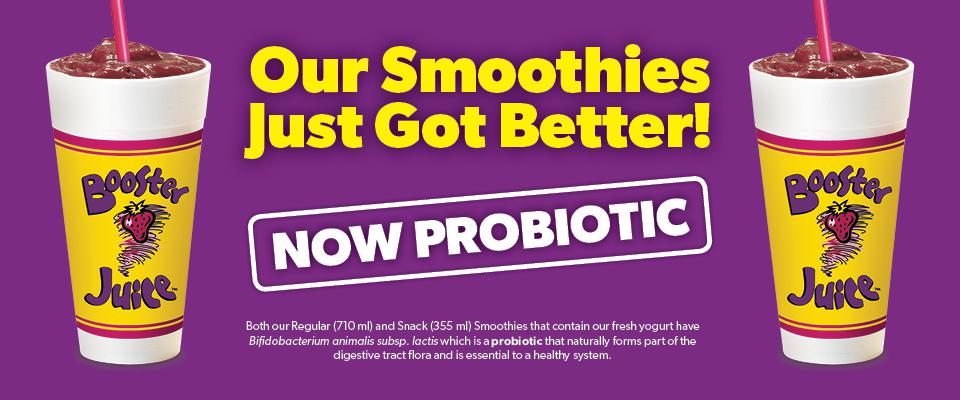 Our Smoothies
Just Got Better!
NOW PROBIOTIC
Both our Regular (710 ml) and Snack (355 ml) Smoothies that contain our fresh yogurt have
Bifidobacterium animalis subsp. lactis which is a probiotic that naturally forms part of the
digestive tract flora and is essential to a healthy system.
Booster
Juice™
Booster
Juice™